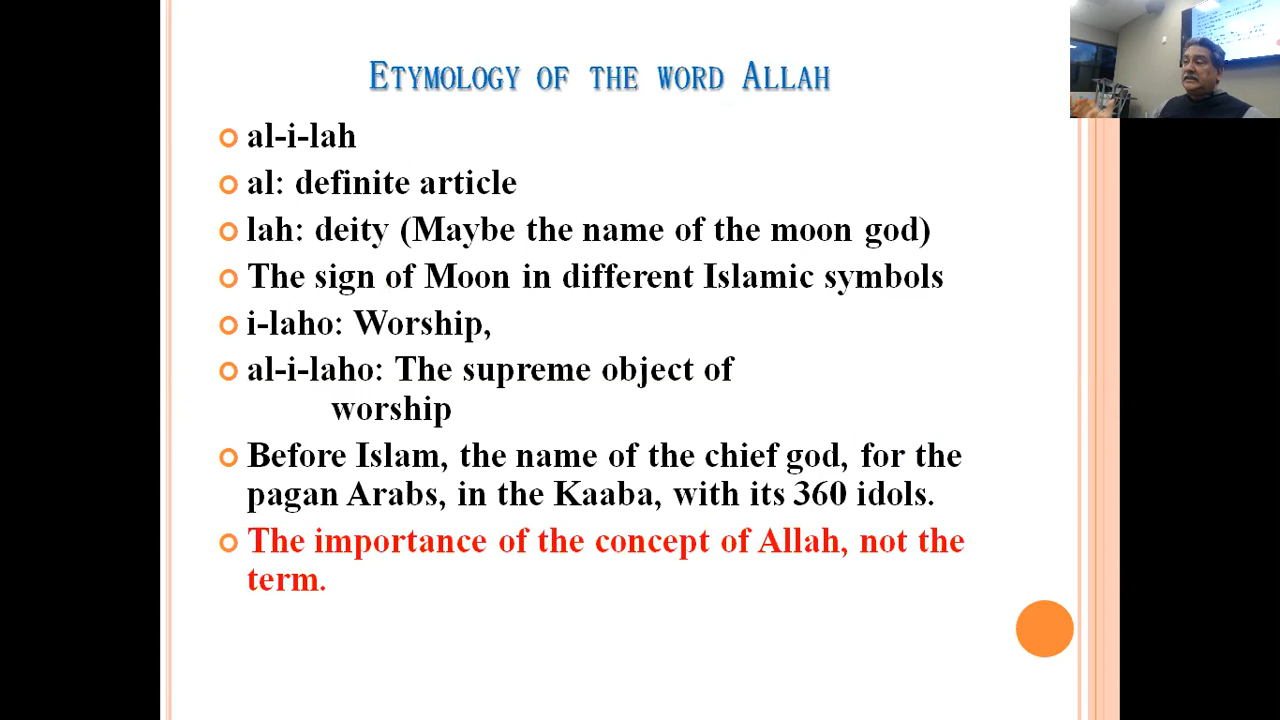 Etymology of the word Allah
al-i-lah
al: definite article
lah: deity (Maybe the name of the moon god)
The sign of Moon in different Islamic symbols
i-laho: Worship,
al-i-laho: The supreme object of
worship
Before Islam, the name of the chief god, for the
pagan Arabs, in the Kaaba, with its 360 idols.
The importance of the concept of Allah, not the
term.